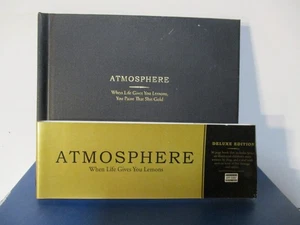 ATMOSPHERE
When Life Gives You Lemons,
You Paint That Shit Gold
ATMOSPHERE
When Life Gives You Lemons
DELUXE EDITION